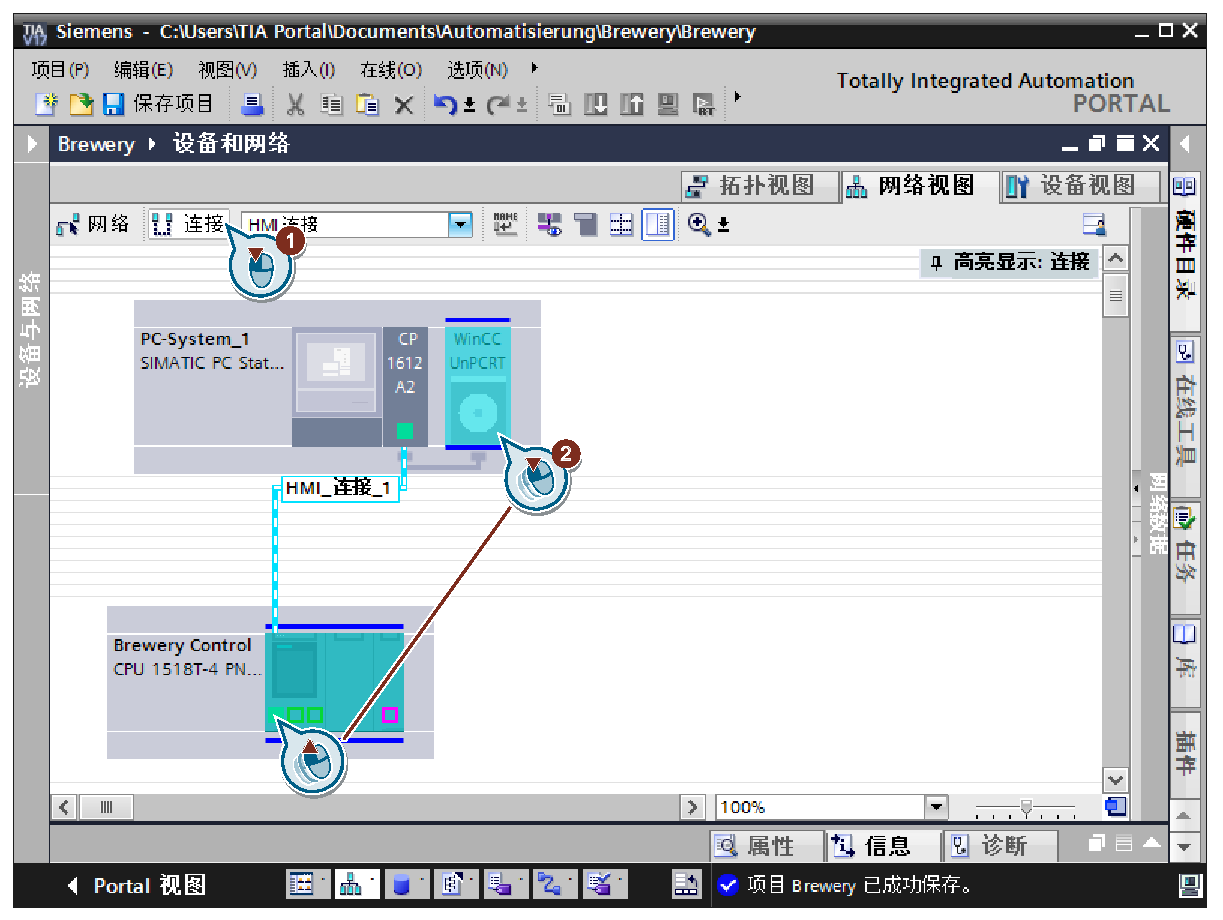 Siemens - C:\Users\TIA Portal\Documents\Automatisierung\Brewery\Brewery
项目(P) 编辑(E) 视图(V) 插入(I) 在线(O) 选项(N)
Totally Integrated Automation
PORTAL
保存项目
Brewery 设备和网络
拓扑视图 网络视图 设备视图
网络 连接 HMI 连接
1
高亮显示: 连接
设备与网络
PC-System_1
SIMATIC PC Stat...
CP
1612
A2
WinCC
UnPCRT
2
HMI_连接_1
Brewery Control
CPU 1518T-4 PN...
网络数据
硬件目录
在线工具
任务
库
插件
100%
属性 信息 诊断
Portal 视图
项目 Brewery 已成功保存。